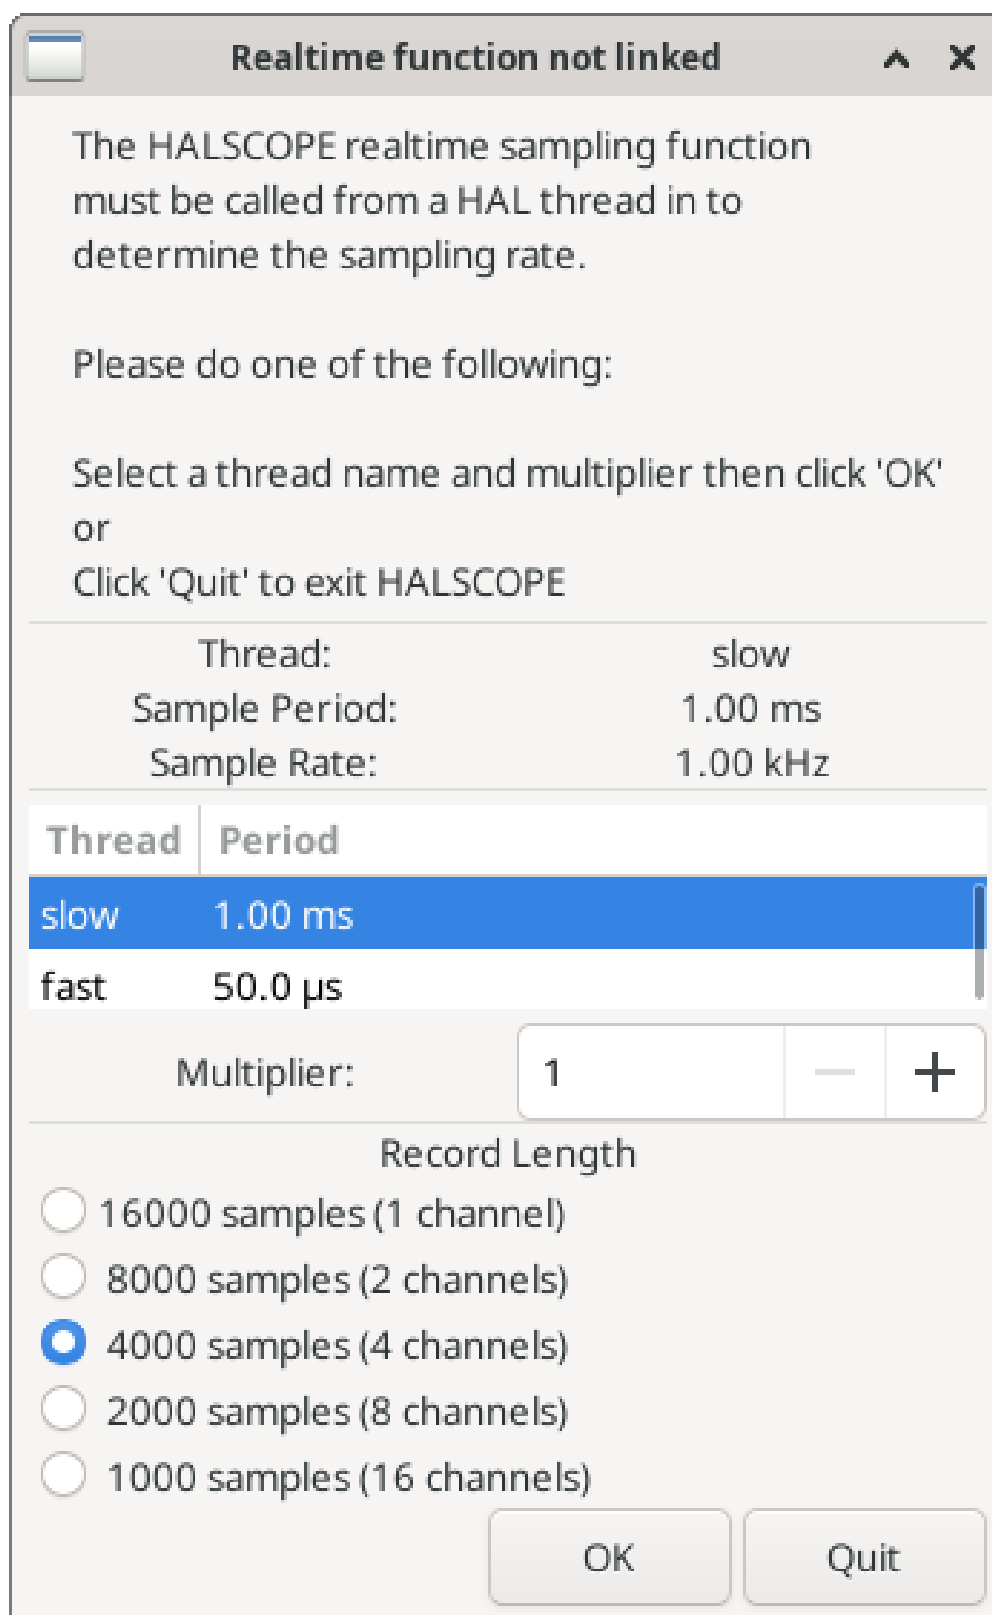 Realtime function not linked
The HALSCOPE realtime sampling function
must be called from a HAL thread in to
determine the sampling rate.
Please do one of the following:
Select a thread name and multiplier then click 'OK'
or
Click 'Quit' to exit HALSCOPE
Thread: slow
Sample Period: 1.00 ms
Sample Rate: 1.00 kHz
Thread Period
slow 1.00 ms
fast 50.0 µs
Multiplier: 1
Record Length
16000 samples (1 channel)
8000 samples (2 channels)
4000 samples (4 channels)
2000 samples (8 channels)
1000 samples (16 channels)
OK Quit